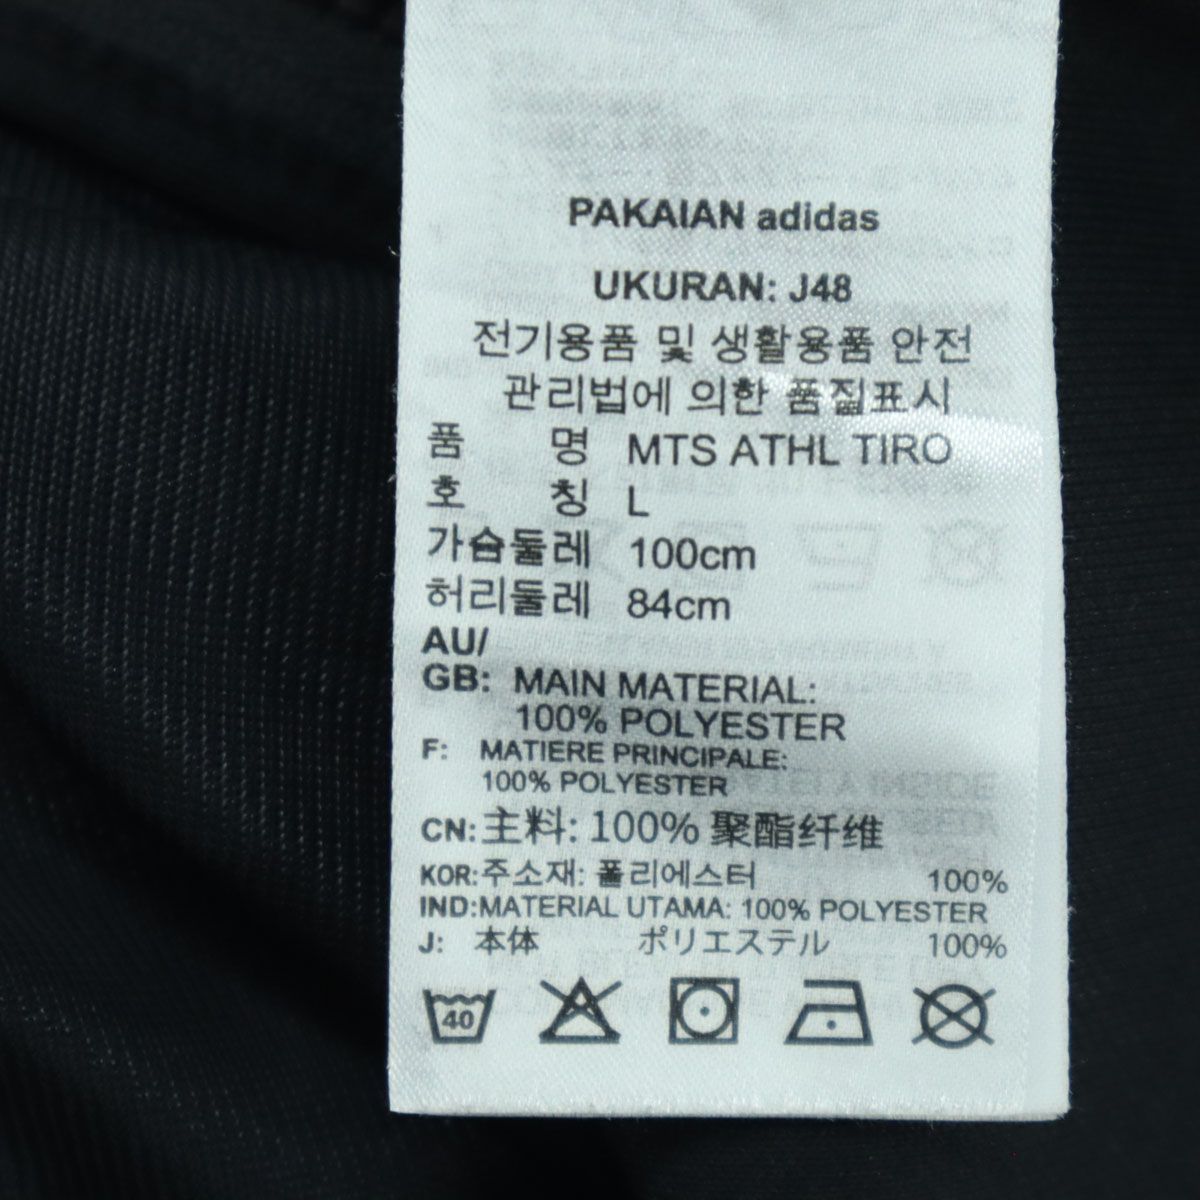 PAKAIAN adidas
UKURAN: J48
전기용품 및 생활용품 안전
관리법에 의한 품질표시
품 명 MTS ATHL TIRO
호 칭 L
가슴둘레 100cm
허리둘레 84cm
AU/
GB: MAIN MATERIAL:
100% POLYESTER
F: MATIERE PRINCIPALE:
100% POLYESTER
CN: 主料: 100% 聚酯纤维
KOR: 주소재: 폴리에스터 100%
IND: MATERIAL UTAMA: 100% POLYESTER
J: 本体 ポリエステル 100%
40